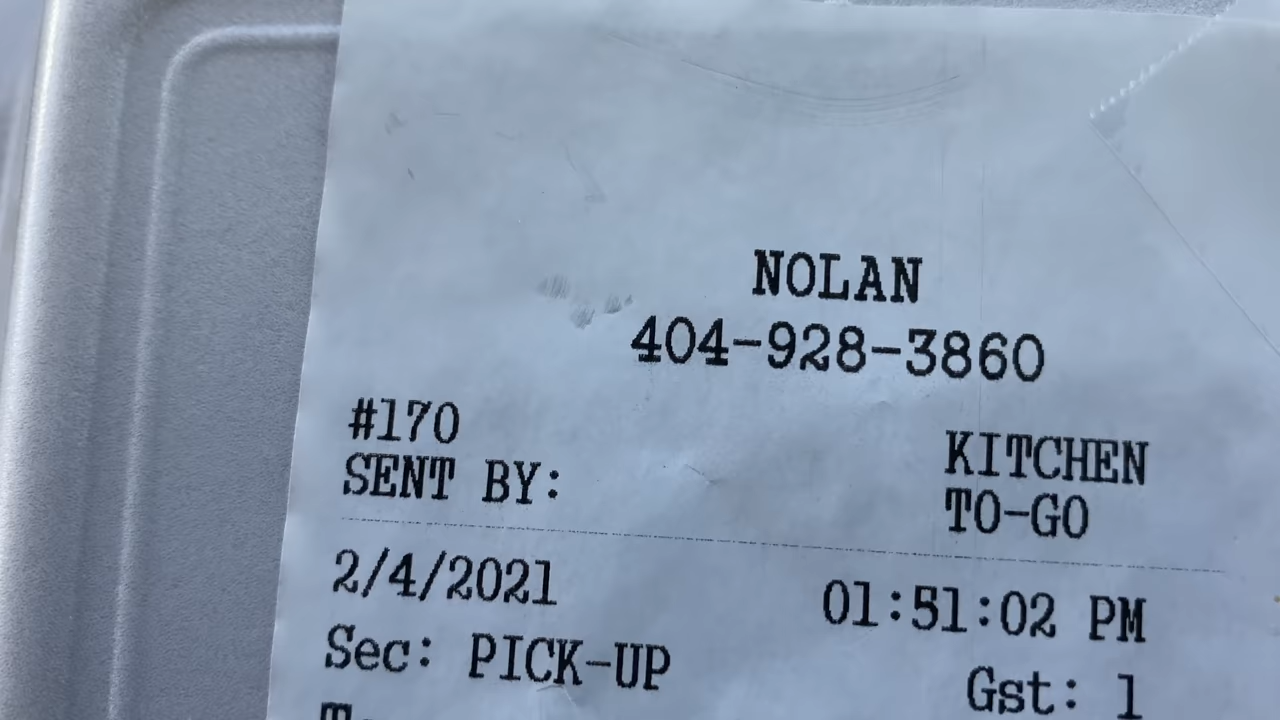 NOLAN
404-928-3860
#170 KITCHEN
SENT BY: TO-GO
2/4/2021 01:51:02 PM
Sec: PICK-UP Gst: 1